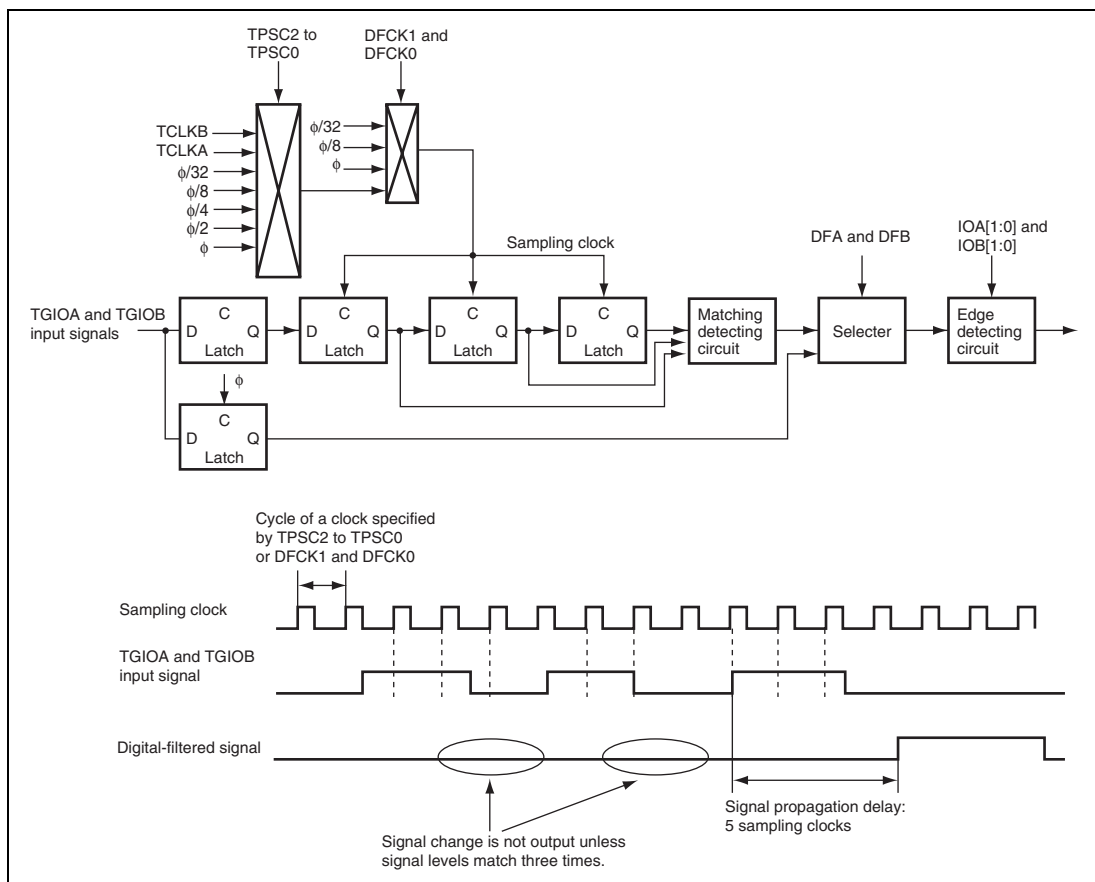 TPSC2 to
TPSC0
DFCK1 and
DFCK0
TCLKB
TCLKA
ϕ/32
ϕ/8
ϕ/4
ϕ/2
ϕ
ϕ/32
ϕ/8
ϕ
Sampling clock
DFA and DFB
IOA[1:0] and
IOB[1:0]
TGIOA and TGIOB
input signals
C
D Q
Latch
C
D Q
Latch
C
D Q
Latch
C
D Q
Latch
Matching
detecting
circuit
Selecter
Edge
detecting
circuit
ϕ
C
D Q
Latch
Cycle of a clock specified
by TPSC2 to TPSC0
or DFCK1 and DFCK0
Sampling clock
TGIOA and TGIOB
input signal
Digital-filtered signal
Signal propagation delay:
5 sampling clocks
Signal change is not output unless
signal levels match three times.